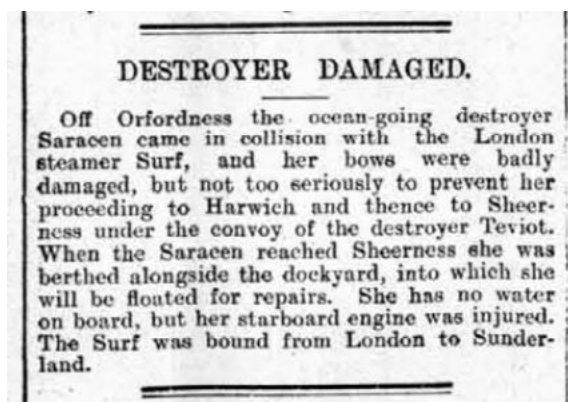 DESTROYER DAMAGED.
Off Orfordness the ocean-going destroyer
Saracen came in collision with the London
steamer Surf, and her bows were badly
damaged, but not too seriously to prevent her
proceeding to Harwich and thence to Sheer-
ness under the convoy of the destroyer Teviot.
When the Saracen reached Sheerness she was
berthed alongside the dockyard, into which she
will be floated for repairs. She has no water
on board, but her starboard engine was injured.
The Surf was bound from London to Sunder-
land.